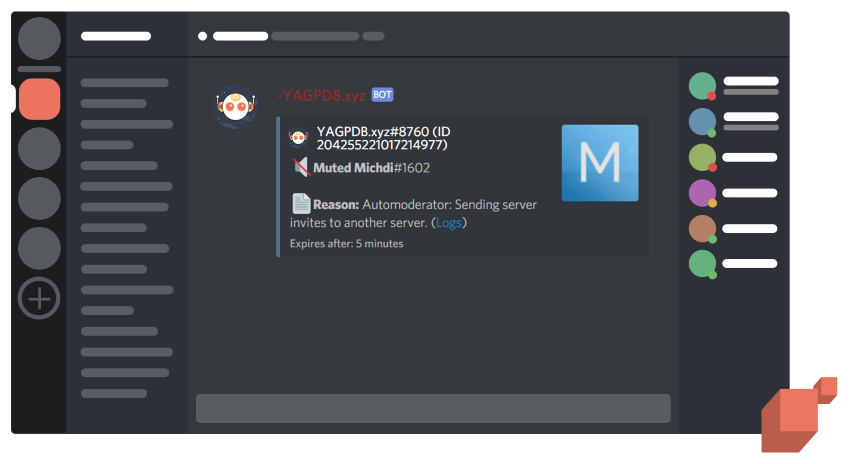 ~YAGPDB.xyz BOT
YAGPDB.xyz#8760 (ID
204255221017214977)
Muted Michdi#1602
M
Reason: Automoderator: Sending server
invites to another server. (Logs)
Expires after: 5 minutes